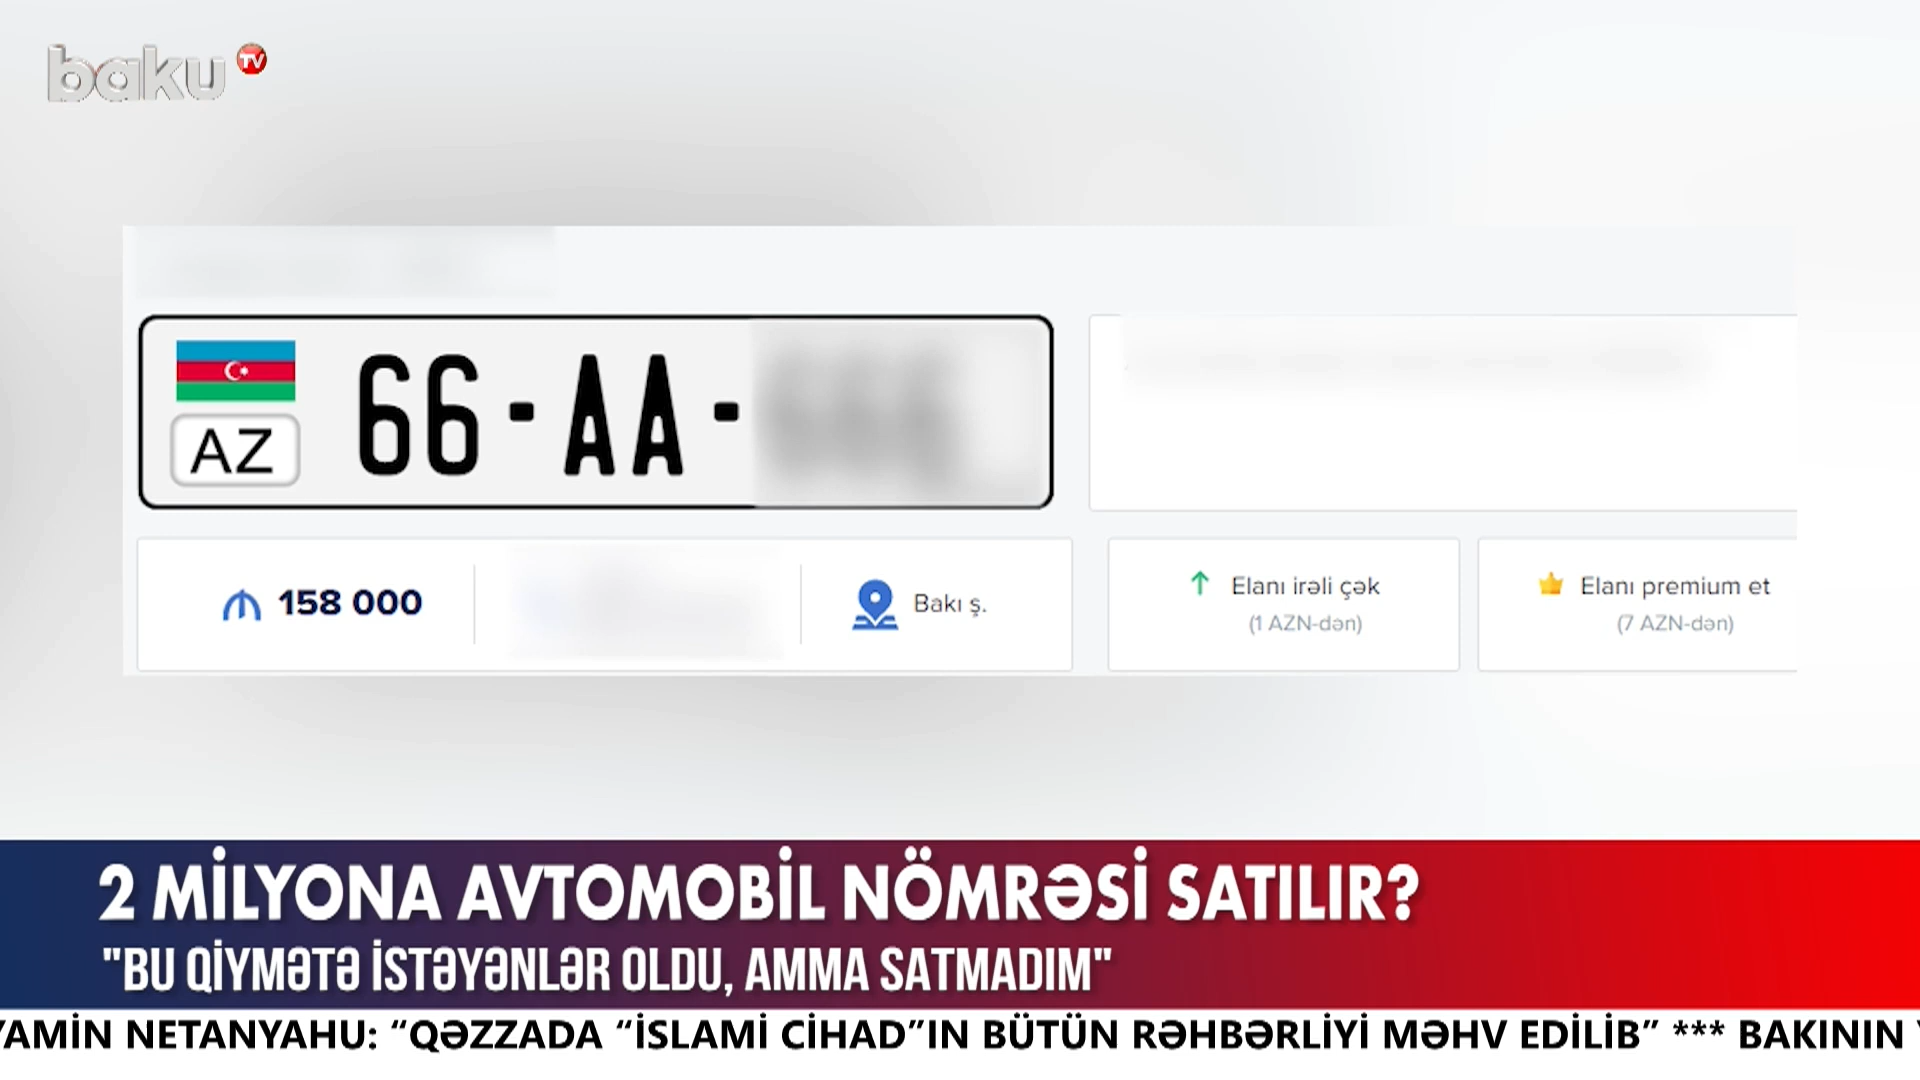 baku TV
66-AA-
AZ
158 000
Bakı ş.
Elanı irəli çək
(1 AZN-dən)
Elanı premium et
(7 AZN-dən)
2 MİLYONA AVTOMOBİL NÖMRƏSİ SATILIR?
"BU QİYMƏTƏ İSTƏYƏNLƏR OLDU, AMMA SATMADIM"
YAMİN NETANYAHU: “QƏZZADA “İSLAMİ CİHAD”IN BÜTÜN RƏHBƏRLİYİ MƏHV EDİLİB” *** BAKININ